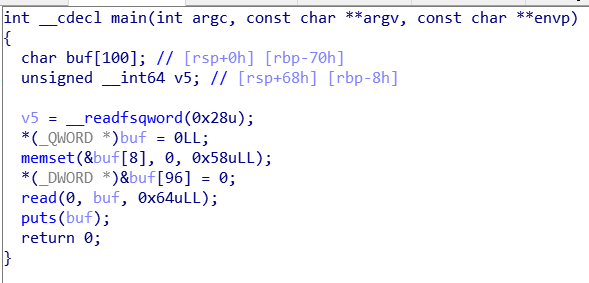 int __cdecl main(int argc, const char **argv, const char **envp)
{
  char buf[100]; // [rsp+0h] [rbp-70h]
  unsigned __int64 v5; // [rsp+68h] [rbp-8h]

  v5 = __readfsqword(0x28u);
  *(_QWORD *)buf = 0LL;
  memset(&buf[8], 0, 0x58uLL);
  *(_DWORD *)&buf[96] = 0;
  read(0, buf, 0x64uLL);
  puts(buf);
  return 0;
}